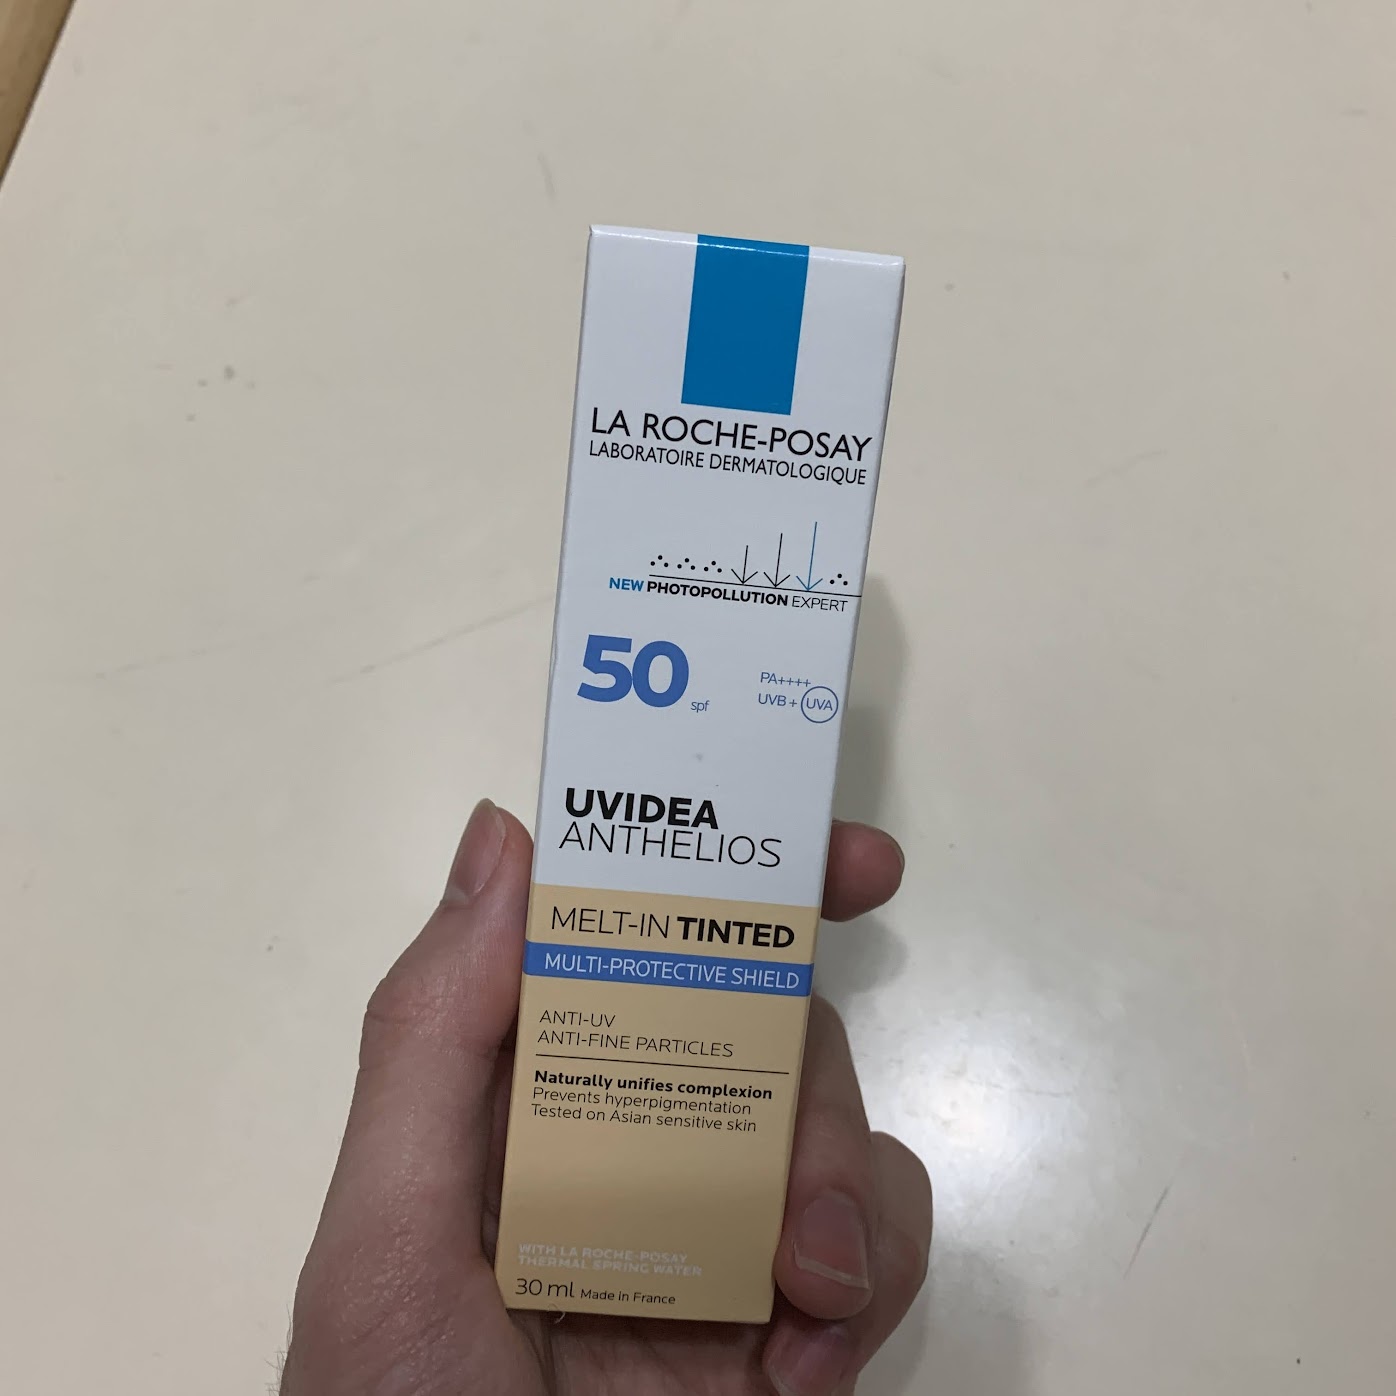 LA ROCHE-POSAY
LABORATOIRE DERMATOLOGIQUE
NEW PHOTOPOLLUTION EXPERT
50 spf
PA++++
UVB + UVA
UVIDEA
ANTHELIOS
MELT-IN TINTED
MULTI-PROTECTIVE SHIELD
ANTI-UV
ANTI-FINE PARTICLES
Naturally unifies complexion
Prevents hyperpigmentation
Tested on Asian sensitive skin
WITH LA ROCHE-POSAY
THERMAL SPRING WATER
30 ml Made in France